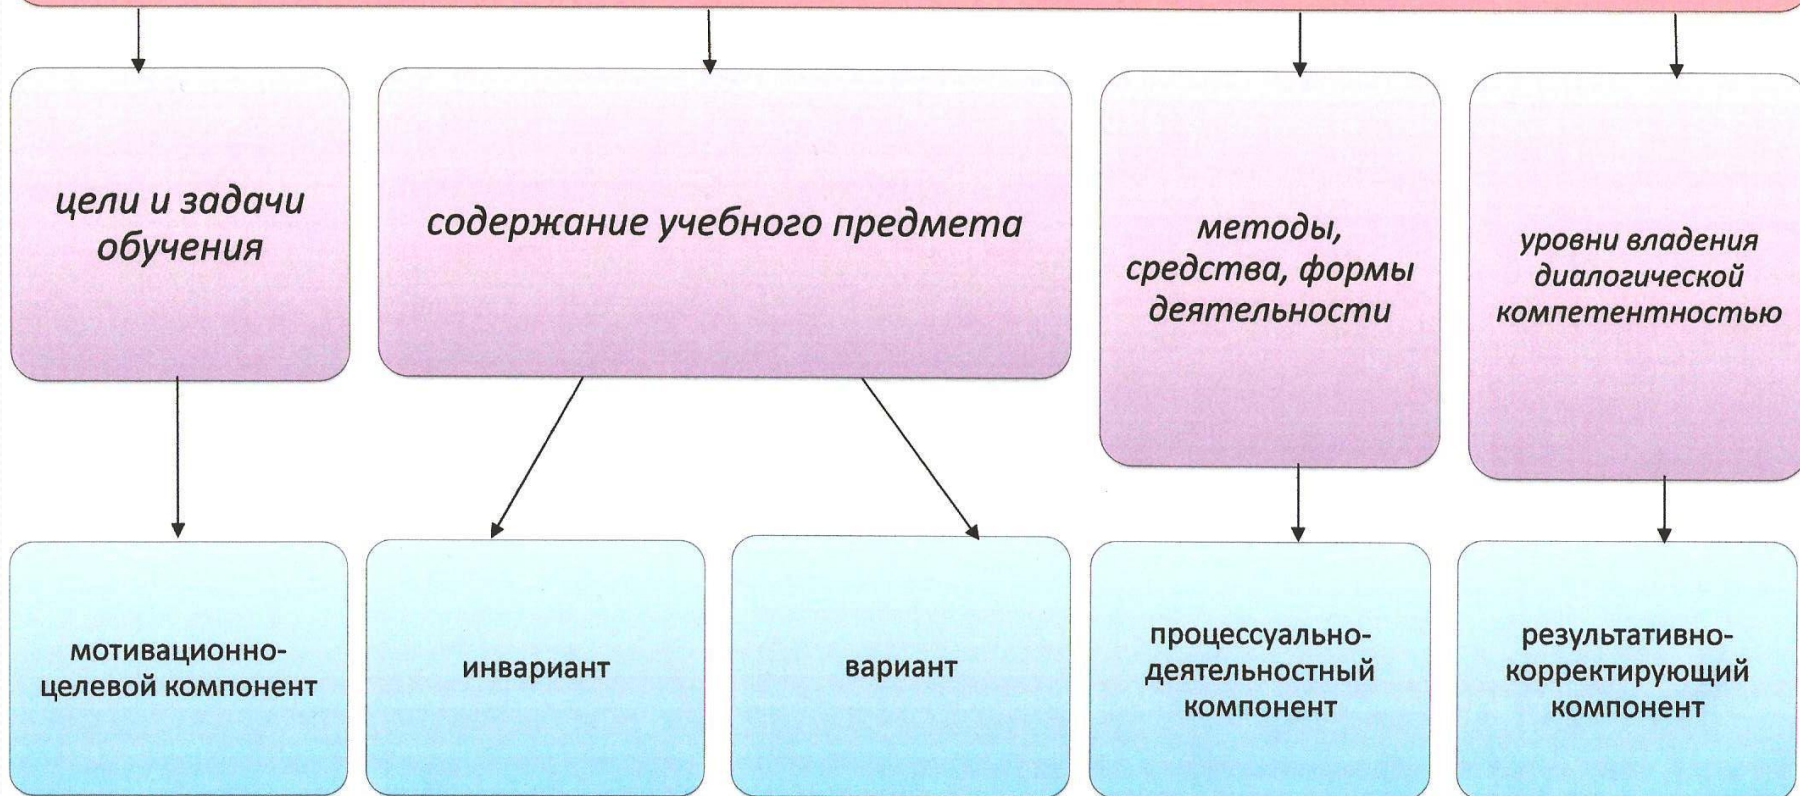 цели и задачи
обучения
содержание учебного предмета
методы,
средства, формы
деятельности
уровни владения
диалогической
компетентностью
мотивационно-
целевой компонент
инвариант
вариант
процессуально-
деятельностный
компонент
результативно-
корректирующий
компонент